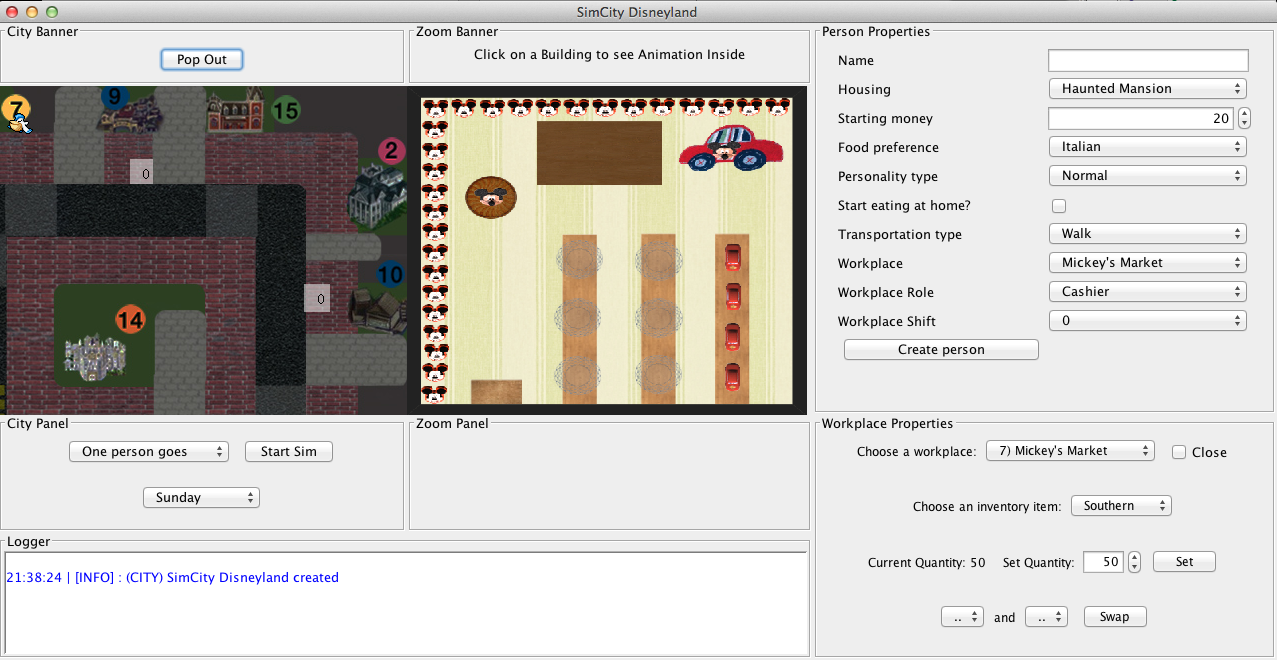 SimCity Disneyland
City Banner
Pop Out
Zoom Banner
Click on a Building to see Animation Inside
7
9
15
2
0
10
0
14
City Panel
One person goes
Start Sim
Sunday
Zoom Panel
Logger
21:38:24 | [INFO] : (CITY) SimCity Disneyland created
Person Properties
Name
Housing Haunted Mansion
Starting money 20
Food preference Italian
Personality type Normal
Start eating at home?
Transportation type Walk
Workplace Mickey's Market
Workplace Role Cashier
Workplace Shift 0
Create person
Workplace Properties
Choose a workplace: 7) Mickey's Market Close
Choose an inventory item: Southern
Current Quantity: 50 Set Quantity: 50 Set
.. and .. Swap